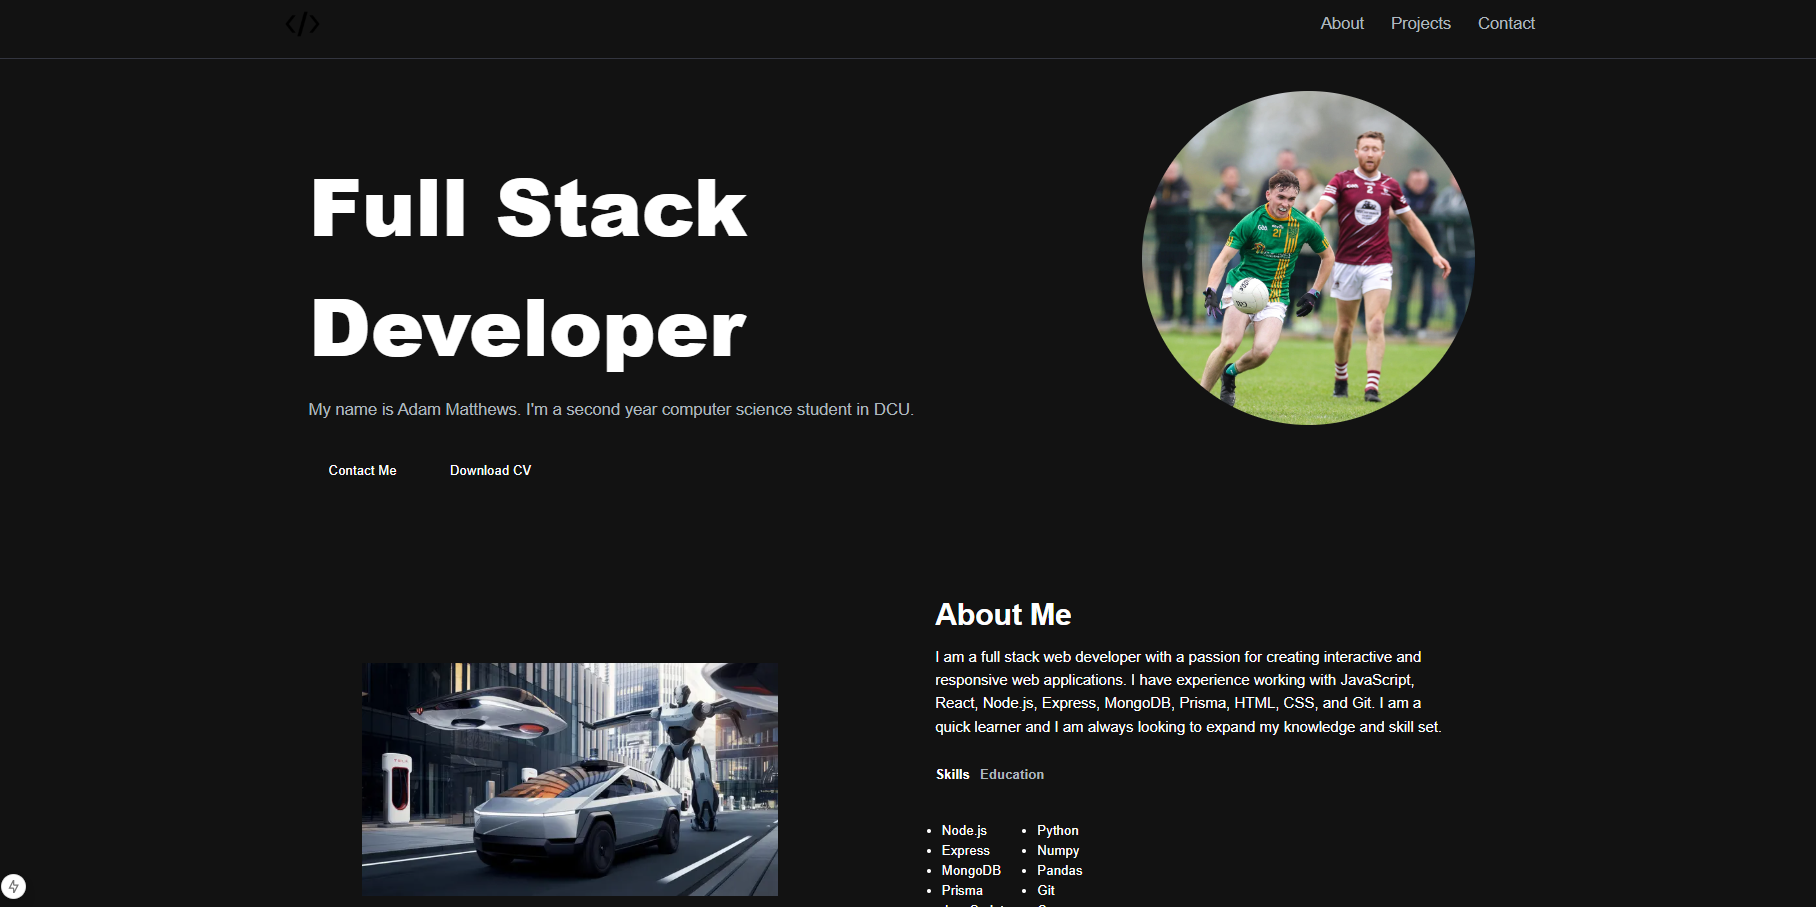 </>
About Projects Contact
Full Stack
Developer
My name is Adam Matthews. I'm a second year computer science student in DCU.
Contact Me Download CV
21
2
About Me
I am a full stack web developer with a passion for creating interactive and
responsive web applications. I have experience working with JavaScript,
React, Node.js, Express, MongoDB, Prisma, HTML, CSS, and Git. I am a
quick learner and I am always looking to expand my knowledge and skill set.
Skills Education
Node.js Python
Express Numpy
MongoDB Pandas
Prisma Git